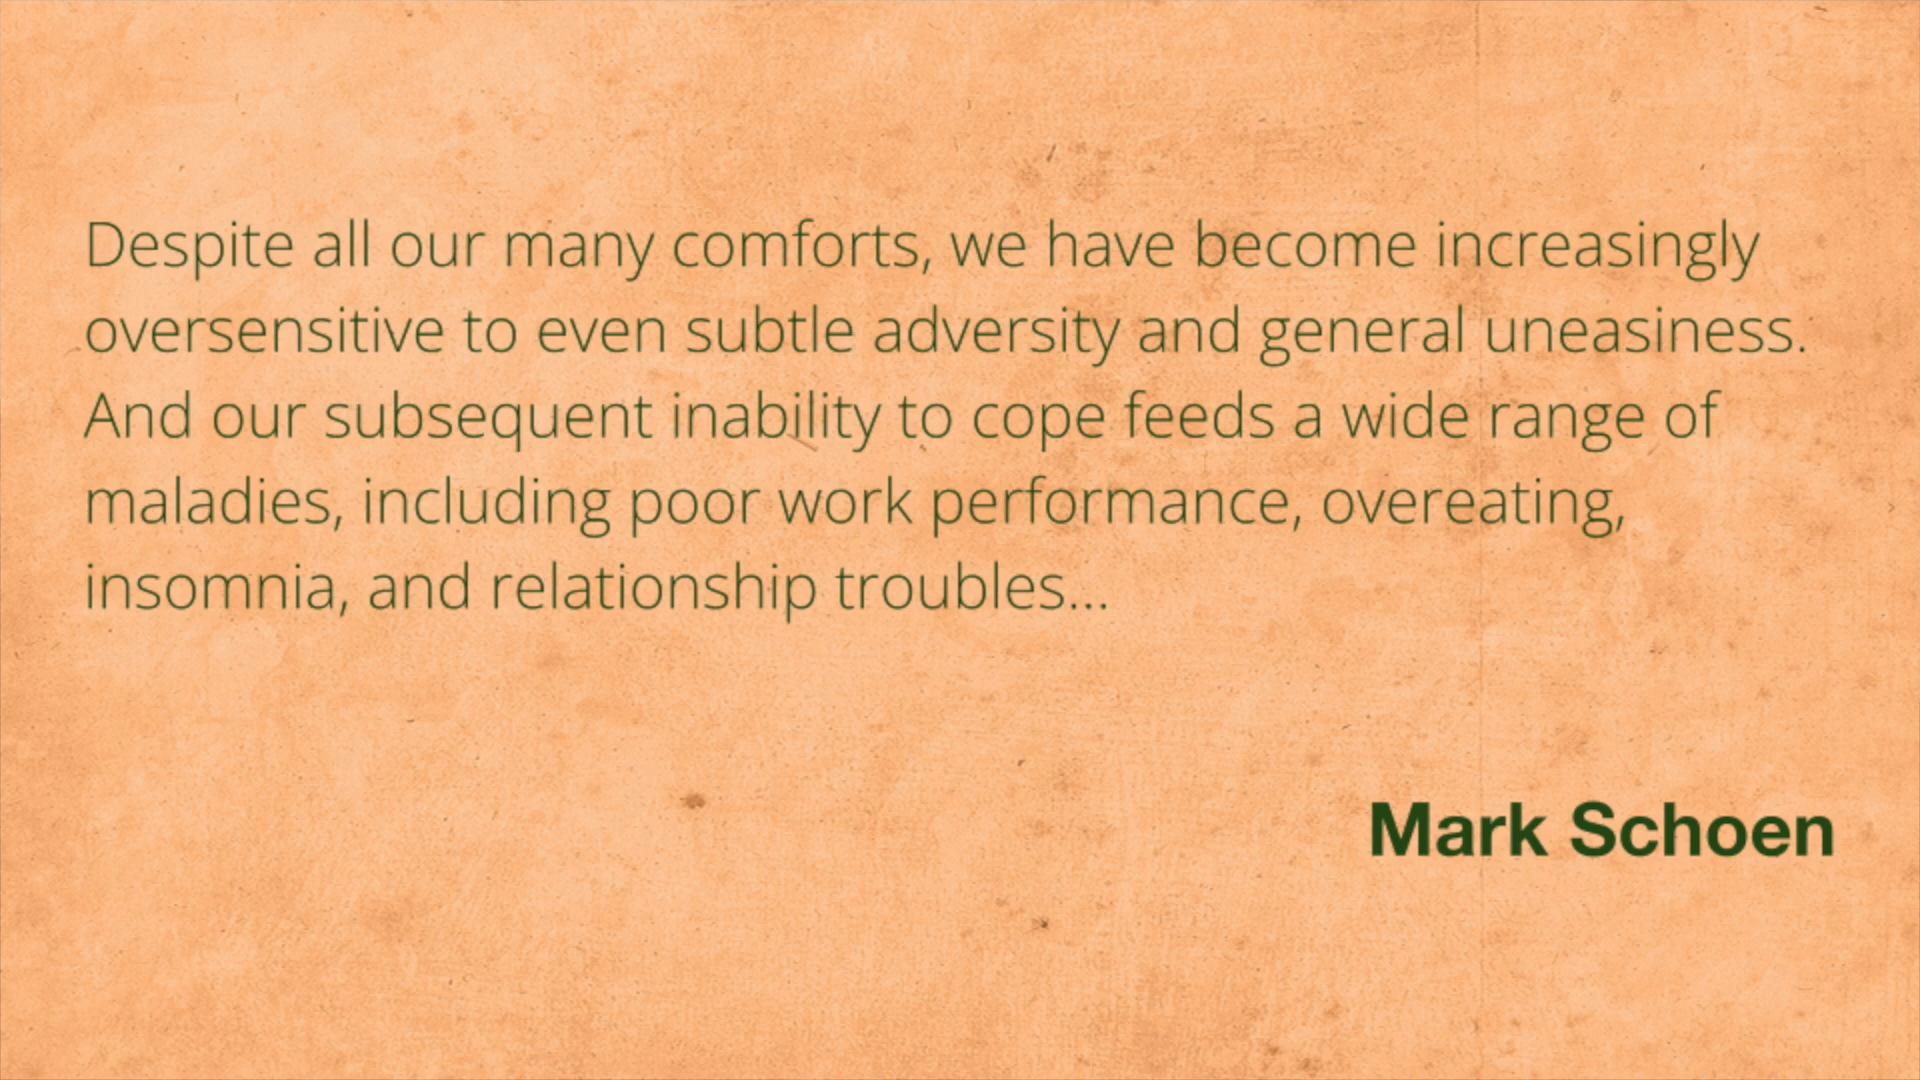 Despite all our many comforts, we have become increasingly
oversensitive to even subtle adversity and general uneasiness.
And our subsequent inability to cope feeds a wide range of
maladies, including poor work performance, overeating,
insomnia, and relationship troubles...
Mark Schoen